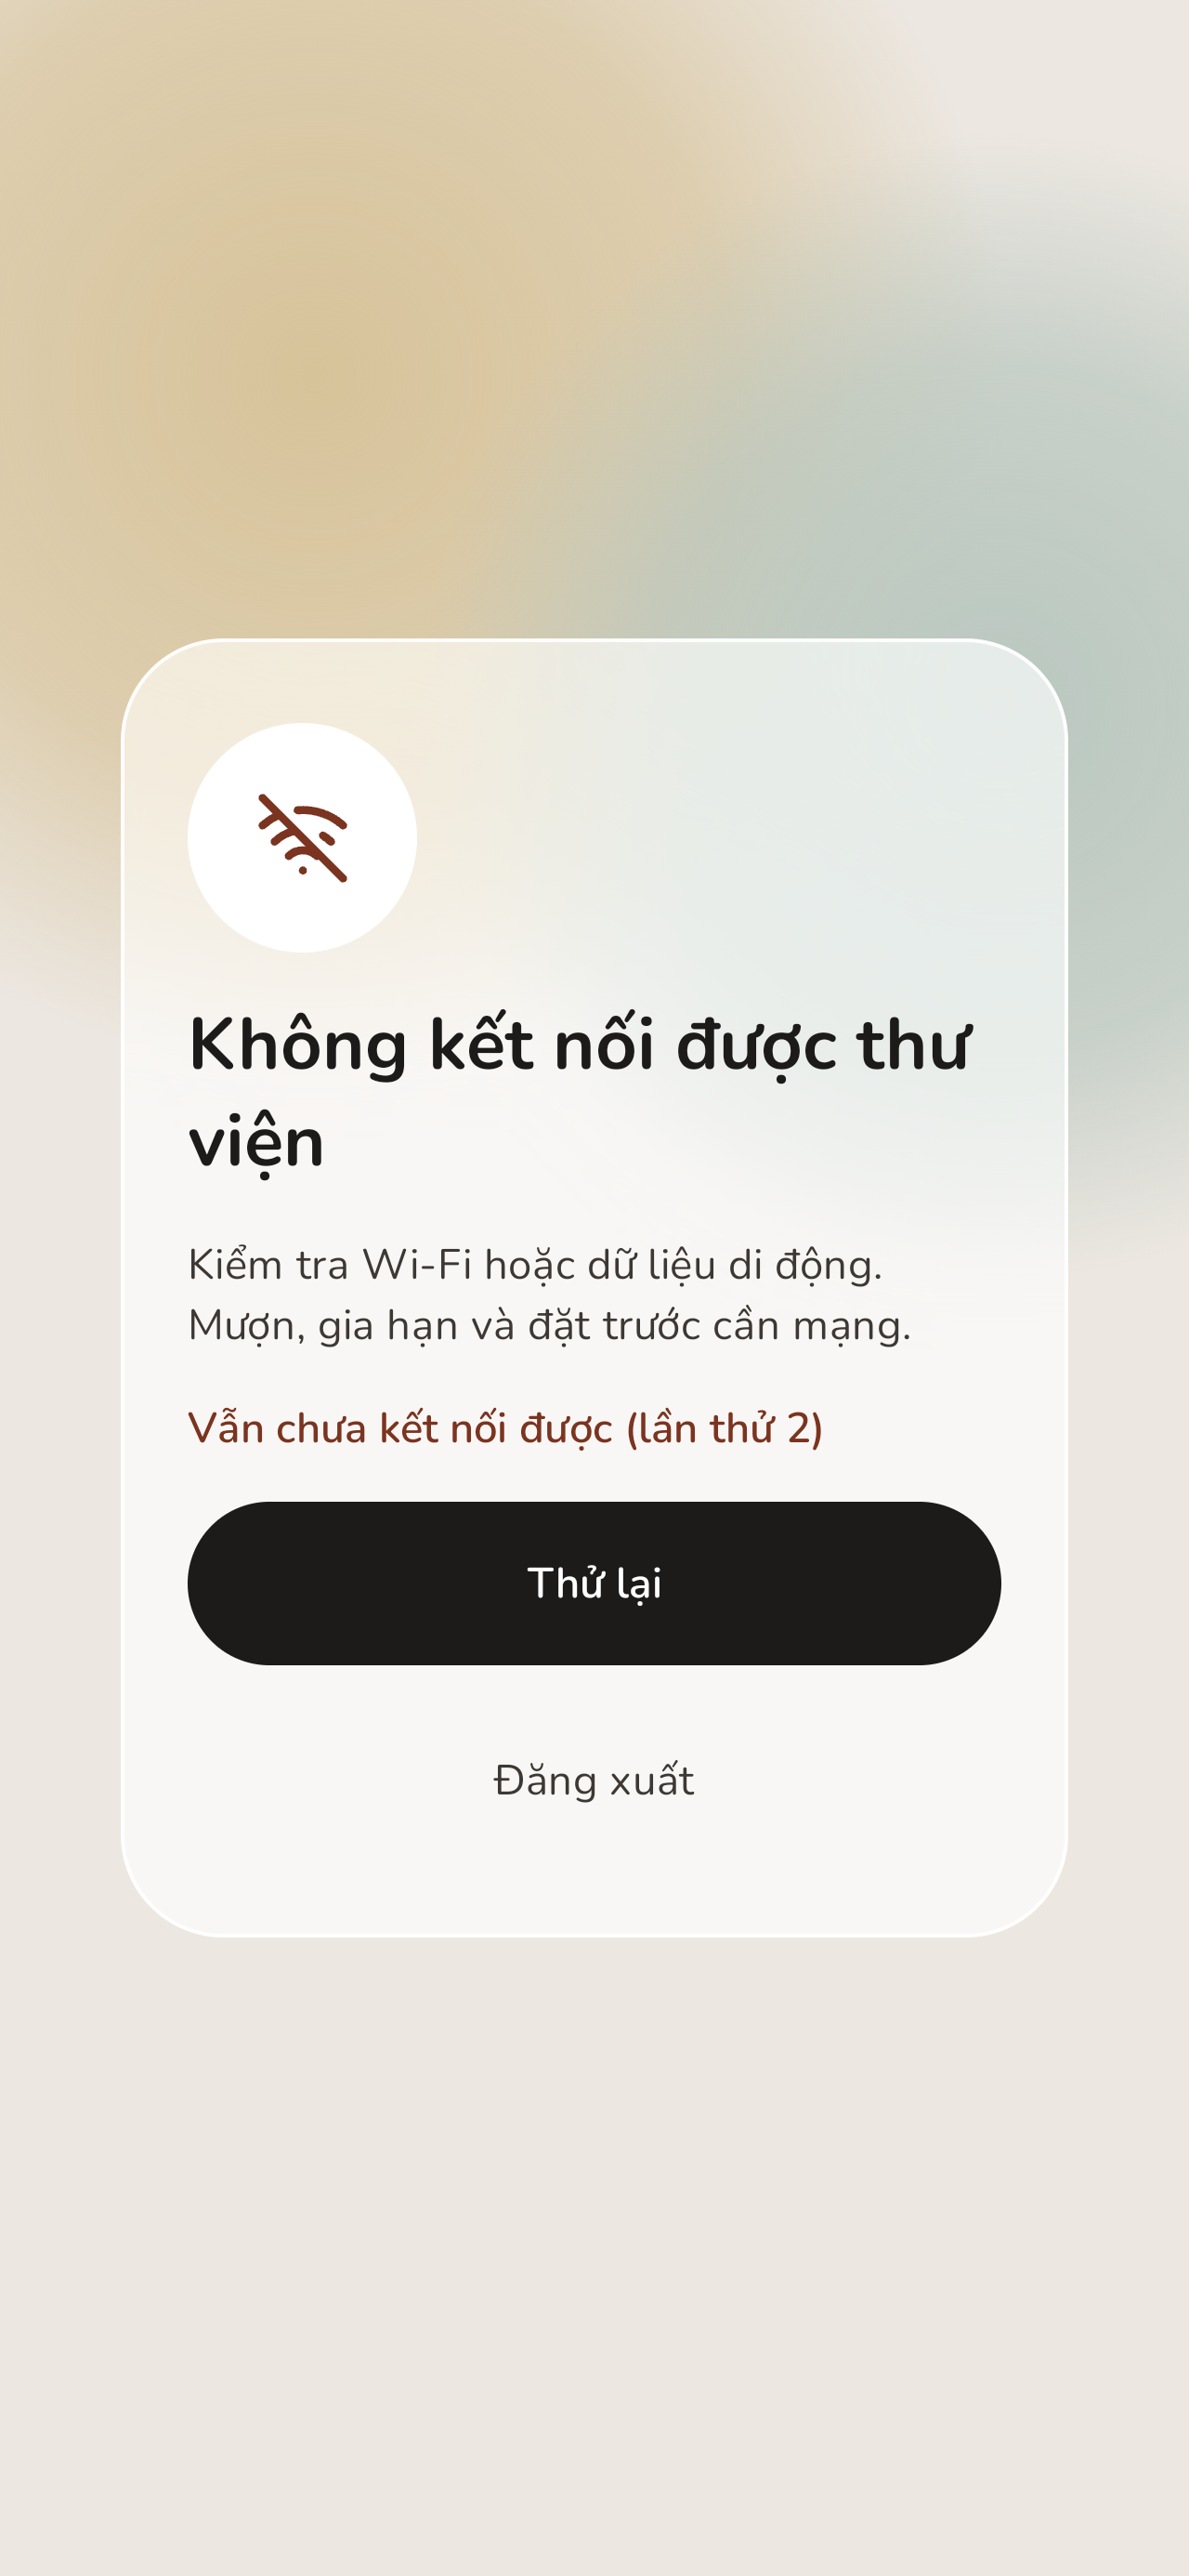 Không kết nối được thư
viện
Kiểm tra Wi-Fi hoặc dữ liệu di động.
Mượn, gia hạn và đặt trước cần mạng.
Vẫn chưa kết nối được (lần thử 2)
Thử lại
Đăng xuất